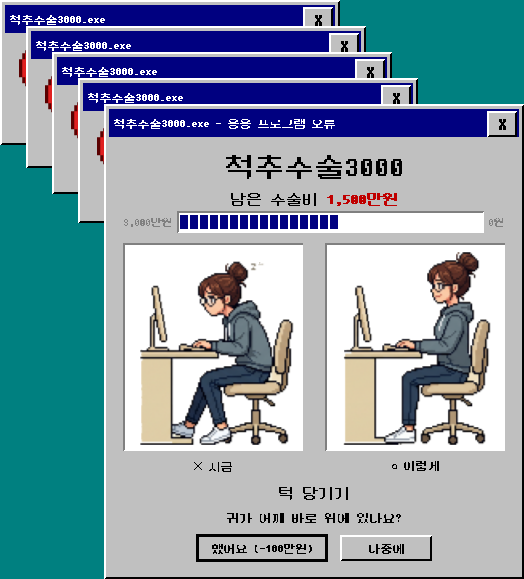 척추수술3000.exe
X
척추수술3000.exe
척추수술3000.exe
척추수술3000.exe
X
척추수술3000.exe - 응용 프로그램 오류
X
척추수술3000
남은 수술비 1,500만원
3,000만원
0원
× 지금
○ 이렇게
턱 당기기
귀가 어깨 바로 위에 있나요?
했어요 (-100만원)
나중에